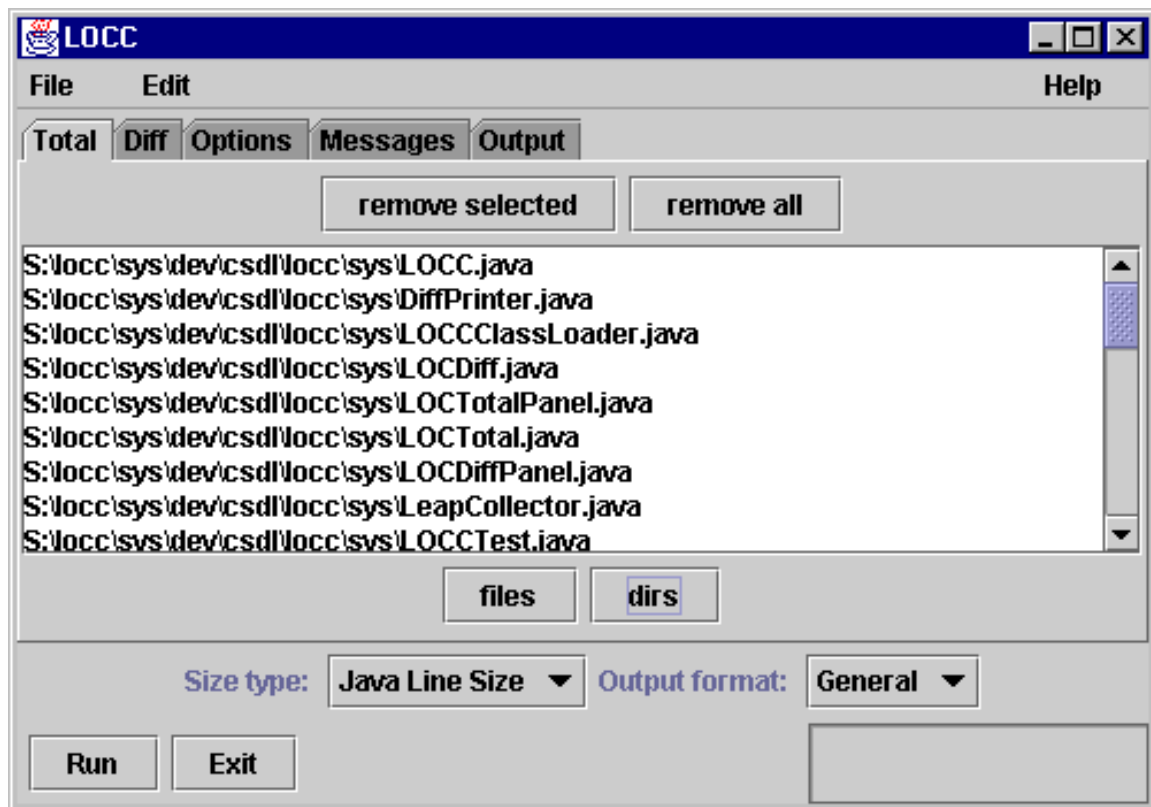 LOCC
File Edit Help
Total Diff Options Messages Output
remove selected remove all
S:\locc\sys\dev\csdl\locc\sys\LOCC.java
S:\locc\sys\dev\csdl\locc\sys\DiffPrinter.java
S:\locc\sys\dev\csdl\locc\sys\LOCCClassLoader.java
S:\locc\sys\dev\csdl\locc\sys\LOCDiff.java
S:\locc\sys\dev\csdl\locc\sys\LOCTotalPanel.java
S:\locc\sys\dev\csdl\locc\sys\LOCTotal.java
S:\locc\sys\dev\csdl\locc\sys\LOCDiffPanel.java
S:\locc\sys\dev\csdl\locc\sys\LeapCollector.java
S:\locc\sys\dev\csdl\locc\sys\LOCCTest.java
files dirs
Size type: Java Line Size Output format: General
Run Exit